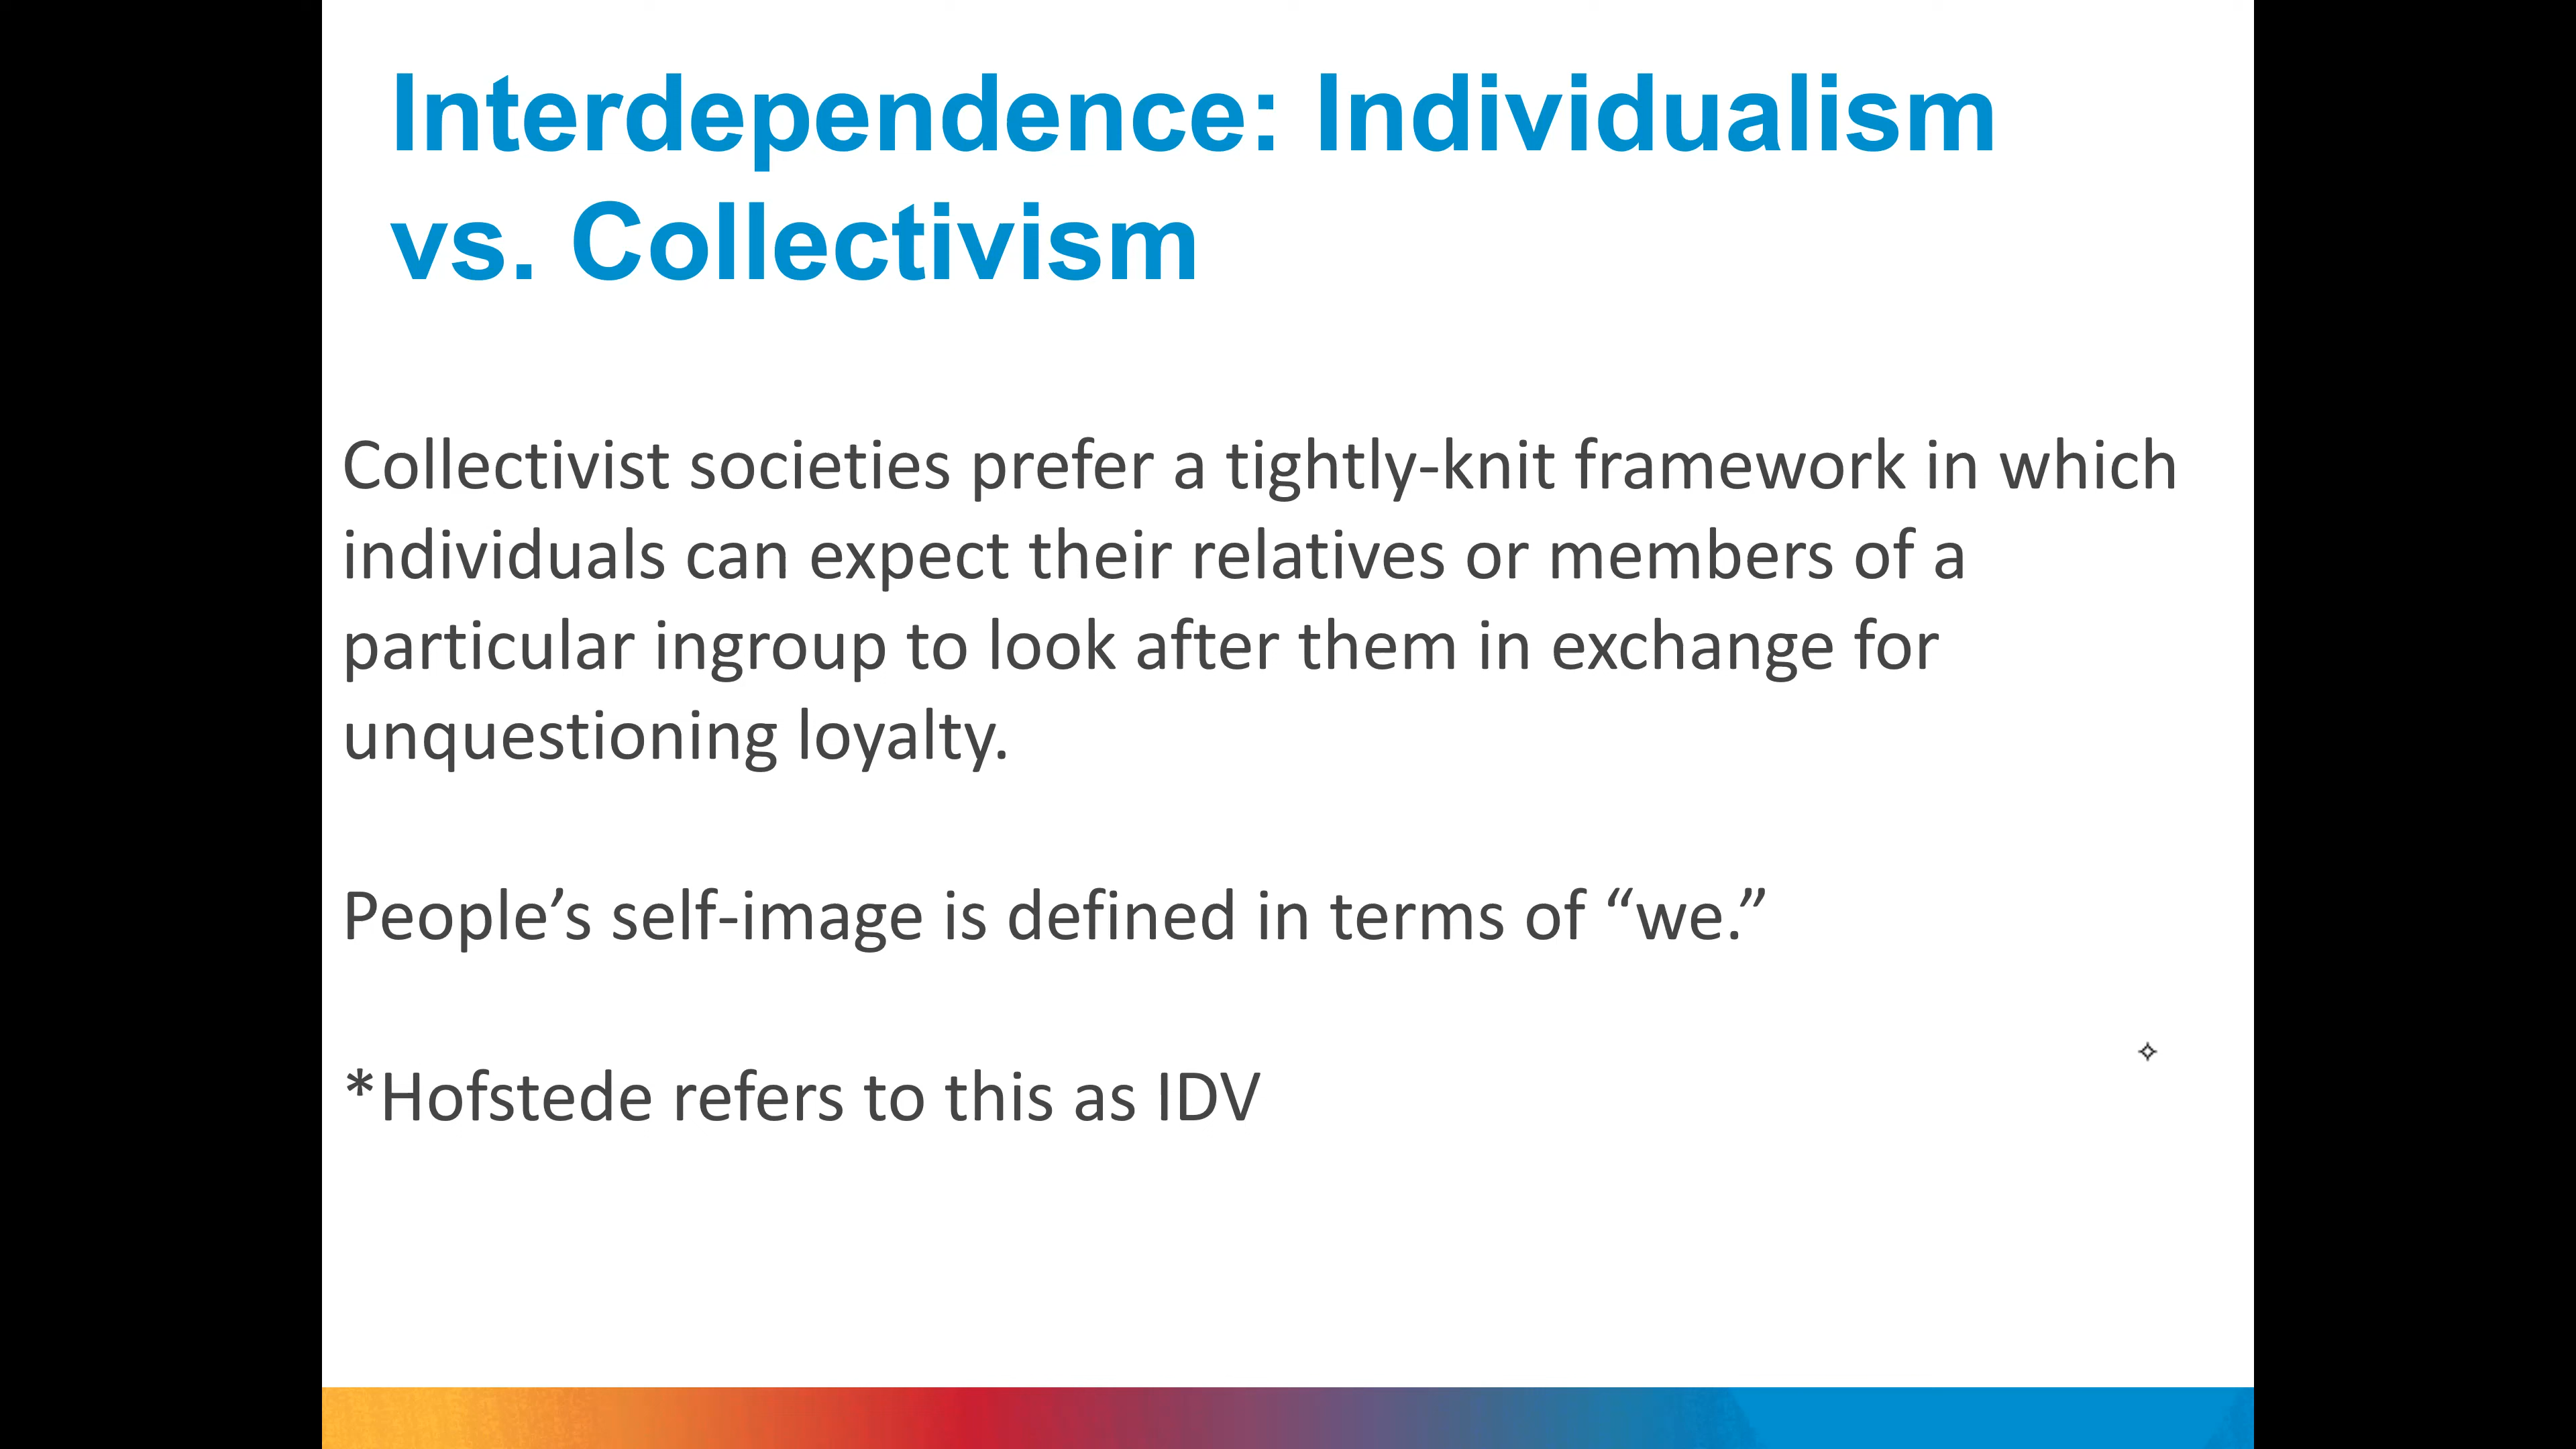 Interdependence: Individualism
vs. Collectivism
Collectivist societies prefer a tightly-knit framework in which
individuals can expect their relatives or members of a
particular ingroup to look after them in exchange for
unquestioning loyalty.
People’s self-image is defined in terms of “we.”
*Hofstede refers to this as IDV